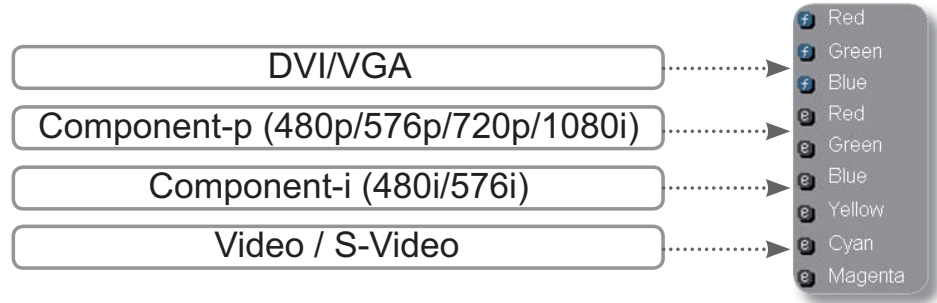 DVI/VGA
Component-p (480p/576p/720p/1080i)
Component-i (480i/576i)
Video / S-Video
f Red
f Green
f Blue
e Red
e Green
e Blue
e Yellow
e Cyan
e Magenta